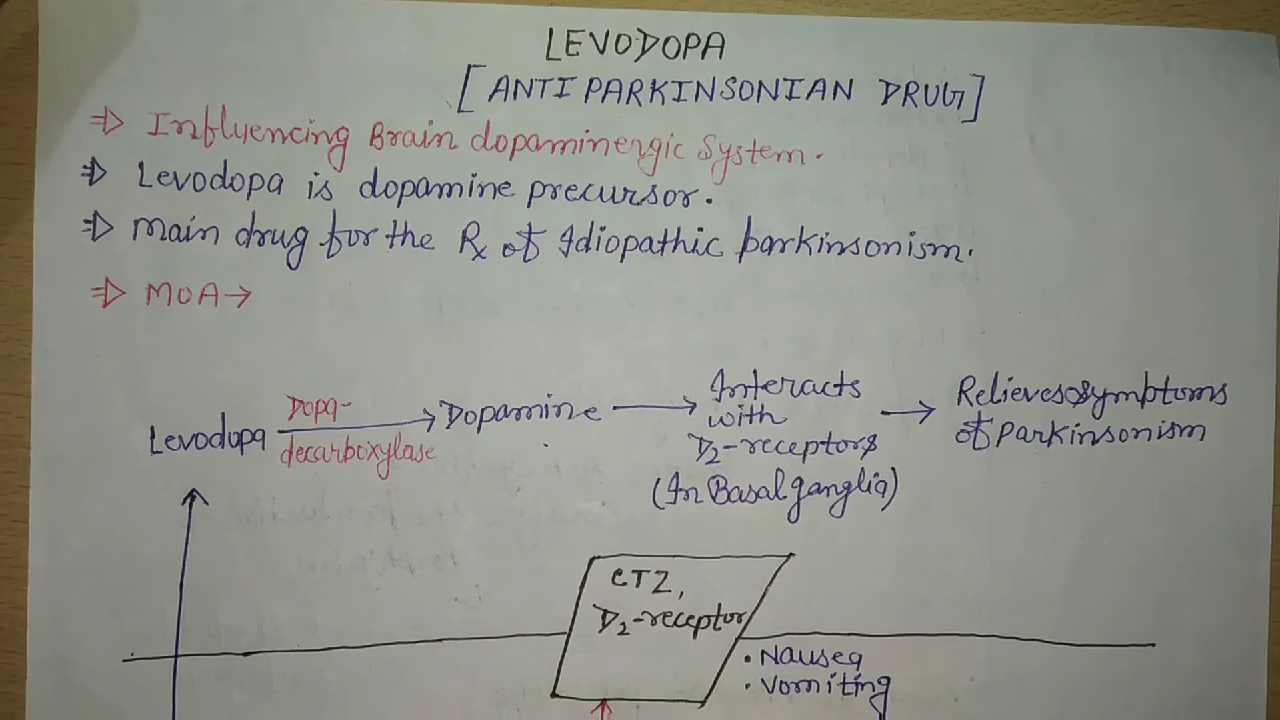 LEVODOPA
[ANTIPARKINSONIAN DRUG]
⇒ Influencing Brain dopaminergic System.
⇒ Levodopa is dopamine precursor.
⇒ Main drug for the Rx of Idiopathic parkinsonism.
⇒ MOA →
Levodopa Dopa-decarboxylase → Dopamine → Interacts with D₂-receptors (In Basal ganglia) → Relieves symptoms of Parkinsonism
CTZ,
D₂-receptor
• Nausea
• Vomiting